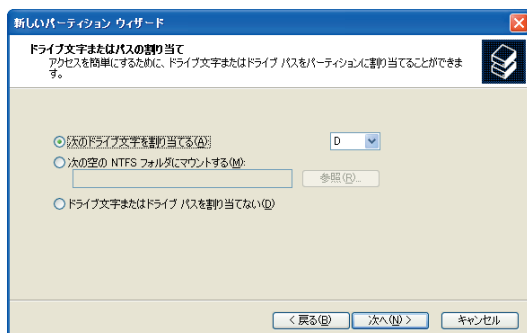 新しいパーティション ウィザード
ドライブ文字またはパスの割り当て
アクセスを簡単にするために、ドライブ文字またはドライブ パスをパーティションに割り当てることができま
す。
次のドライブ文字を割り当てる(A): D
次の空の NTFS フォルダにマウントする(M):
参照(R)...
ドライブ文字またはドライブ パスを割り当てない(D)
< 戻る(B) 次へ(N) > キャンセル